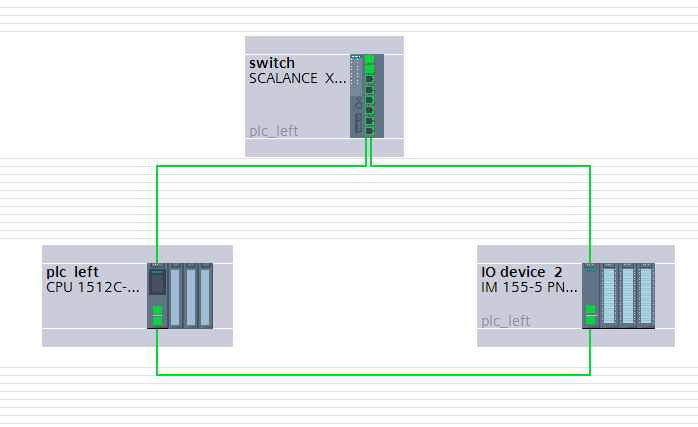 switch
SCALANCE X...
plc_left
plc_left
CPU 1512C-...
IO device_2
IM 155-5 PN...
plc_left